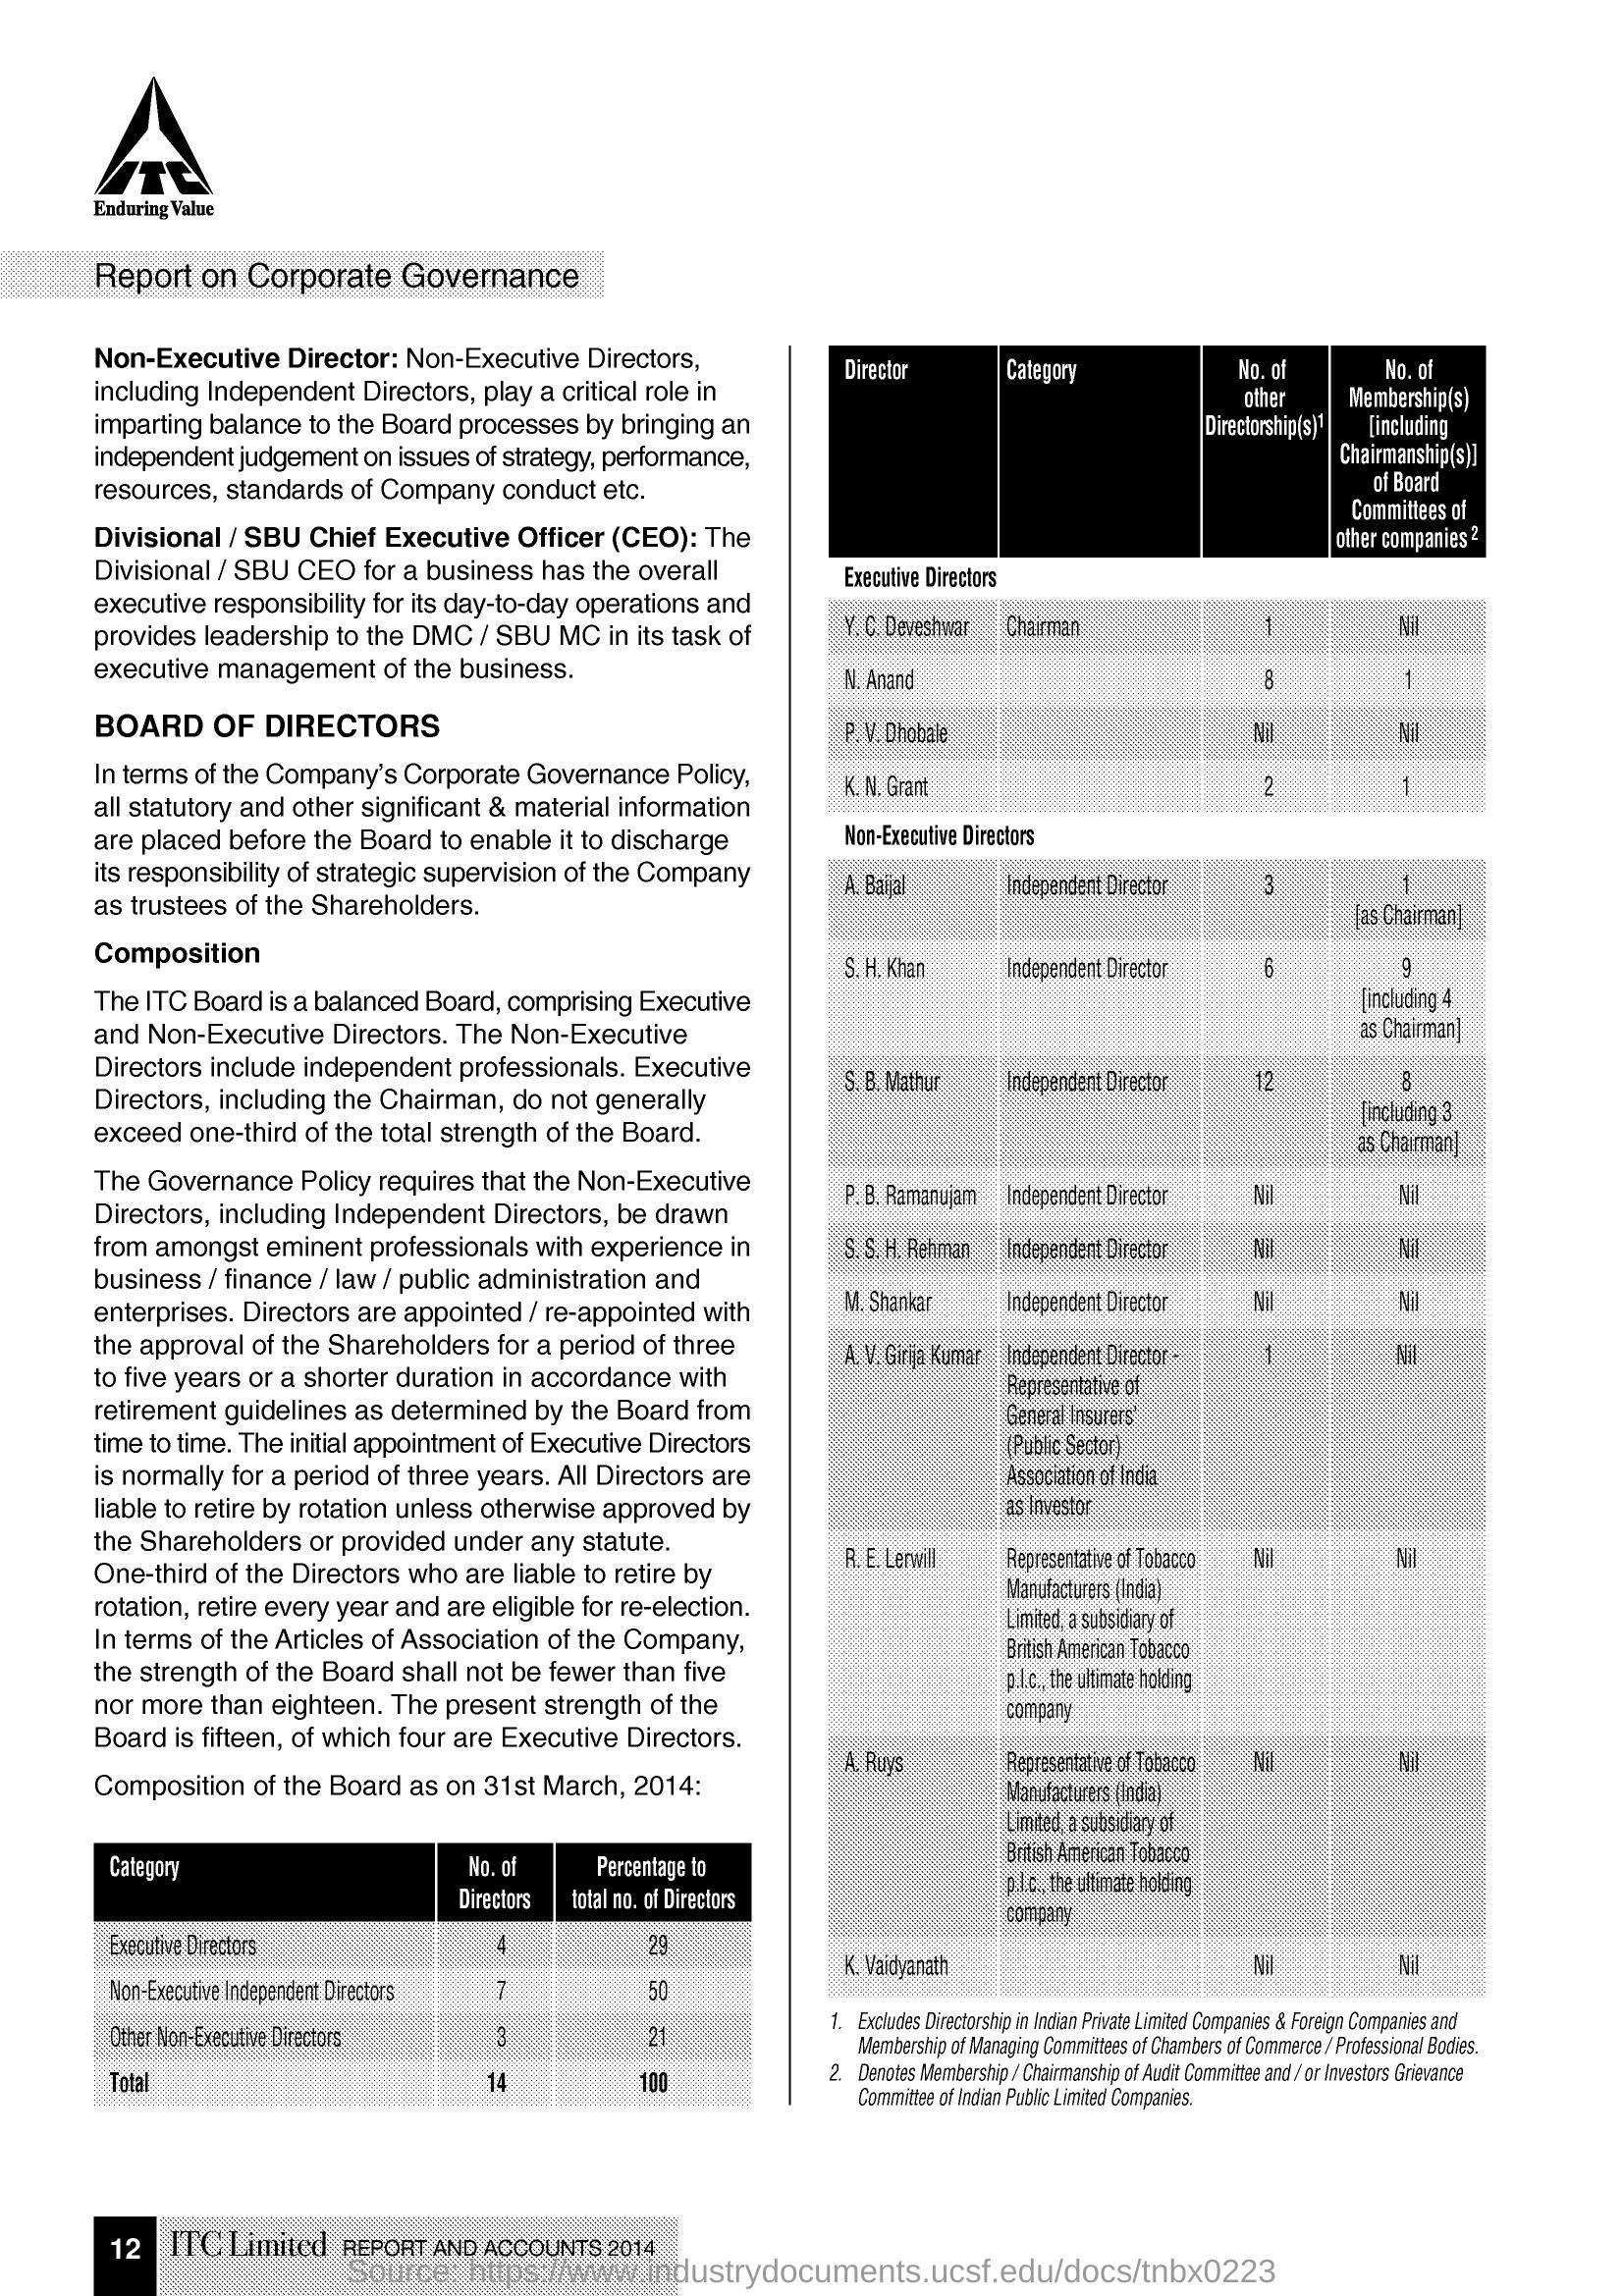 ITC
Enduring Value
Report on Corporate Governance
Non-Executive Director: Non-Executive Directors,
including Independent Directors, play a critical role in
imparting balance to the Board processes by bringing an
independent judgement on issues of strategy, performance,
resources, standards of Company conduct etc.
Divisional / SBU Chief Executive Officer (CEO): The
Divisional / SBU CEO for a business has the overall
executive responsibility for its day-to-day operations and
provides leadership to the DMC / SBU MC in its task of
executive management of the business.
BOARD OF DIRECTORS
In terms of the Company's Corporate Governance Policy,
all statutory and other significant & material information
are placed before the Board to enable it to discharge
its responsibility of strategic supervision of the Company
as trustees of the Shareholders.
Composition
The ITC Board is a balanced Board, comprising Executive
and Non-Executive Directors. The Non-Executive
Directors include independent professionals. Executive
Directors, including the Chairman, do not generally
exceed one-third of the total strength of the Board.
The Governance Policy requires that the Non-Executive
Directors, including Independent Directors, be drawn
from amongst eminent professionals with experience in
business / finance / law / public administration and
enterprises. Directors are appointed / re-appointed with
the approval of the Shareholders for a period of three
to five years or a shorter duration in accordance with
retirement guidelines as determined by the Board from
time to time. The initial appointment of Executive Directors
is normally for a period of three years. All Directors are
liable to retire by rotation unless otherwise approved by
the Shareholders or provided under any statute.
One-third of the Directors who are liable to retire by
rotation, retire every year and are eligible for re-election.
In terms of the Articles of Association of the Company,
the strength of the Board shall not be fewer than five
nor more than eighteen. The present strength of the
Board is fifteen, of which four are Executive Directors.
Composition of the Board as on 31st March, 2014:
Category No. of Percentage to
Directors total no. of Directors
Executive Directors 4 29
Non-Executive Independent Directors 7 50
Other Non-Executive Directors 3 21
Total 14 100
Director Category No. of No. of
other Membership(s)
Directorship(s)1 [including
Chairmanship(s)]
of Board
Committees of
other companies 2
Executive Directors
Y. C. Deveshwar Chairman 1 Nil
N. Anand 8 1
P. V. Dhobale Nil Nil
K. N. Grant 2 1
Non-Executive Directors
A. Baijal Independent Director 3 1
[as Chairman]
S. H. Khan Independent Director 6 9
[including 4
as Chairman]
S. B. Mathur Independent Director 12 8
[including 3
as Chairman]
P. B. Ramanujam Independent Director Nil Nil
S. S. H. Rehman Independent Director Nil Nil
M. Shankar Independent Director Nil Nil
A. V. Girija Kumar Independent Director - 1 Nil
Representative of
General Insurers'
(Public Sector)
Association of India
as Investor
R. E. Lerwill Representative of Tobacco Nil Nil
Manufacturers (India)
Limited, a subsidiary of
British American Tobacco
p.l.c., the ultimate holding
company
A. Ruys Representative of Tobacco Nil Nil
Manufacturers (India)
Limited, a subsidiary of
British American Tobacco
p.l.c., the ultimate holding
company
K. Vaidyanath Nil Nil
1. Excludes Directorship in Indian Private Limited Companies & Foreign Companies and
Membership of Managing Committees of Chambers of Commerce / Professional Bodies.
2. Denotes Membership / Chairmanship of Audit Committee and / or Investors Grievance
Committee of Indian Public Limited Companies.
12 ITC Limited REPORT AND ACCOUNTS 2014
Source: https://www.industrydocuments.ucsf.edu/docs/tnbx0223